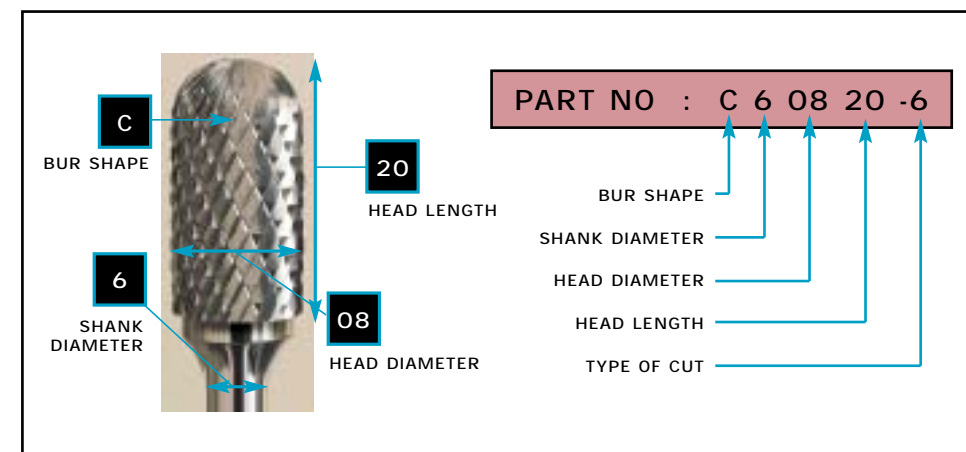 C
BUR SHAPE
20
HEAD LENGTH
6
SHANK
DIAMETER
08
HEAD DIAMETER
PART NO : C 6 08 20 -6
BUR SHAPE
SHANK DIAMETER
HEAD DIAMETER
HEAD LENGTH
TYPE OF CUT